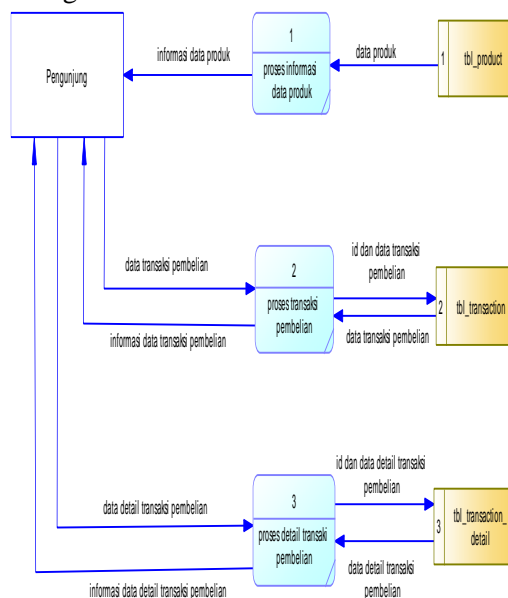 Pengunjung
informasi data produk
1
proses informasi
data produk
data produk
1
tbl_product
data transaksi pembelian
informasi data transaksi pembelian
2
proses transaksi
pembelian
id dan data transaksi
pembelian
data transaksi pembelian
2
tbl_transaction
data detail transaksi pembelian
informasi data detail transaksi pembelian
3
proses detail transaki
pembelian
id dan data detail transaksi
pembelian
data detail transaksi
pembelian
3
tbl_transaction_
detail